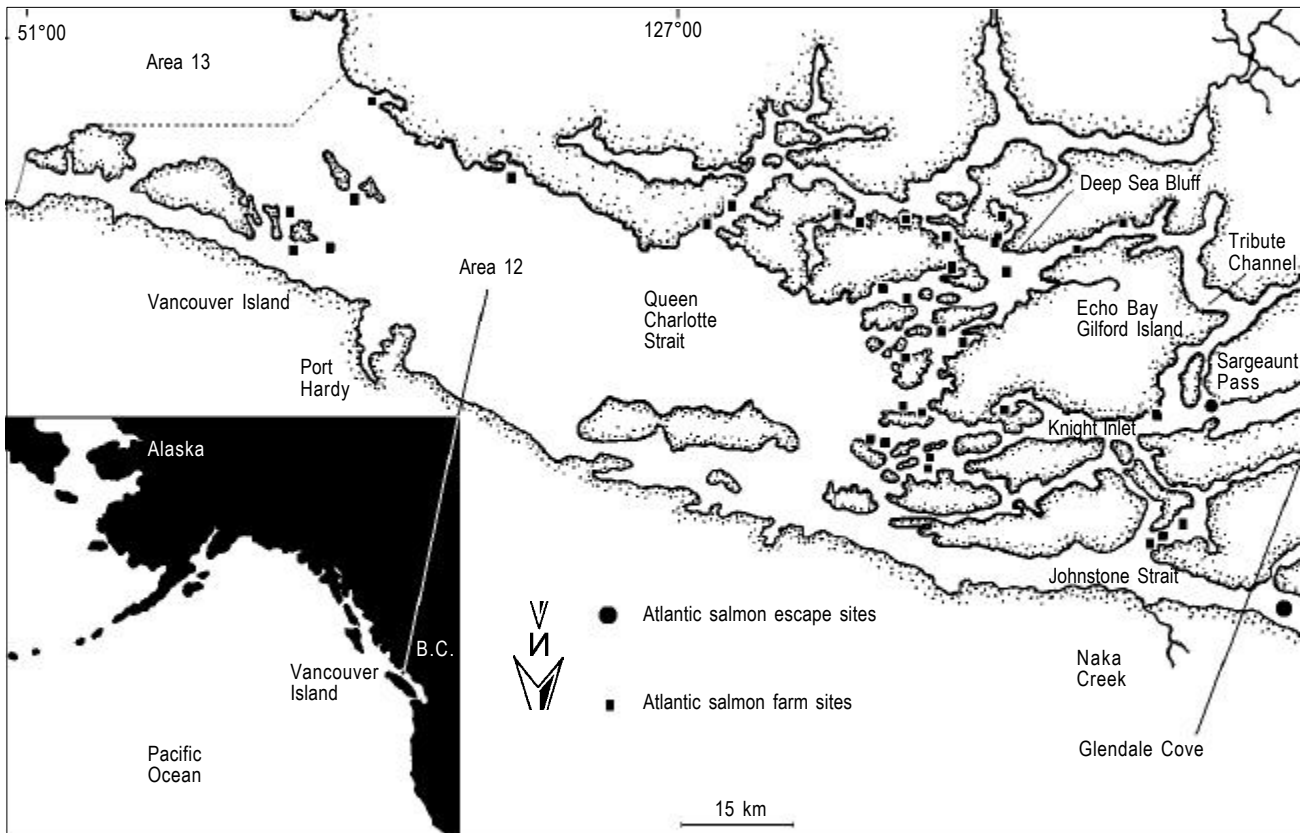 51°00
127°00
Area 13
Deep Sea Bluff
Tribute
Channel
Area 12
Vancouver Island
Queen
Charlotte
Strait
Echo Bay
Gilford Island
Port
Hardy
Sargeaunt
Pass
Knight Inlet
Alaska
Johnstone Strait
N
Atlantic salmon escape sites
B.C.
Vancouver
Island
Naka
Creek
Atlantic salmon farm sites
Pacific
Ocean
Glendale Cove
15 km